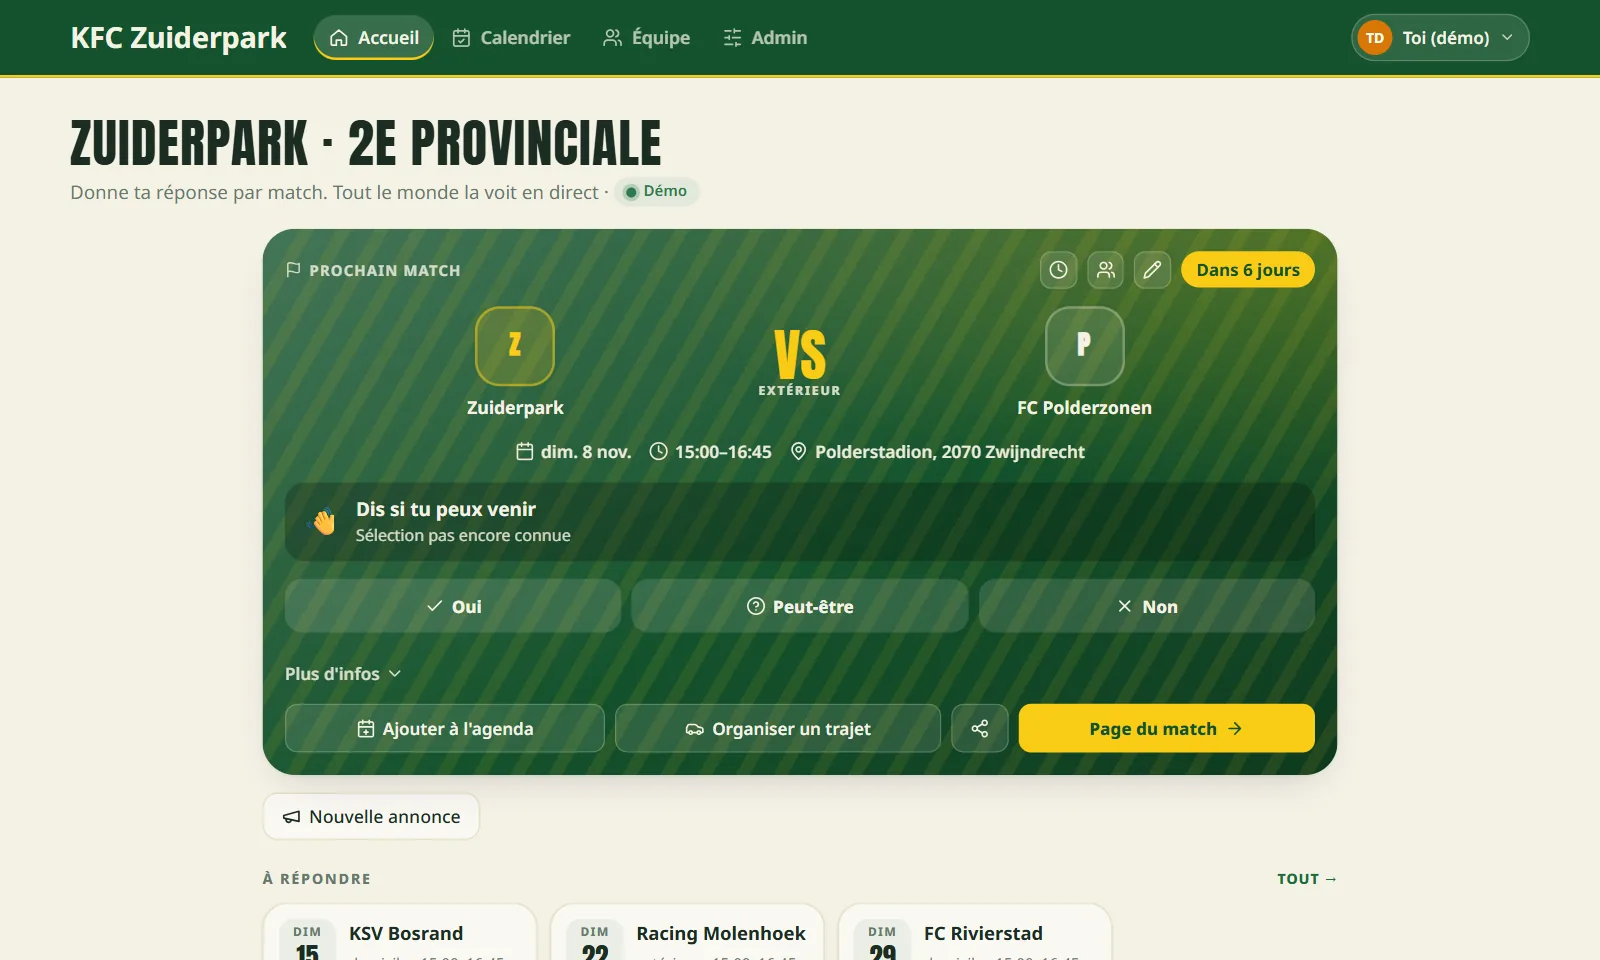 KFC Zuiderpark
Accueil
Calendrier
Équipe
Admin
TD
Toi (démo)
ZUIDERPARK · 2E PROVINCIALE
Donne ta réponse par match. Tout le monde la voit en direct · Démo
PROCHAIN MATCH
Dans 6 jours
Z
Zuiderpark
VS
EXTÉRIEUR
P
FC Polderzonen
dim. 8 nov. 15:00–16:45 Polderstadion, 2070 Zwijndrecht
Dis si tu peux venir
Sélection pas encore connue
Oui
Peut-être
Non
Plus d'infos
Ajouter à l'agenda
Organiser un trajet
Page du match →
Nouvelle annonce
À RÉPONDRE
TOUT →
DIM
15
KSV Bosrand
DIM
22
Racing Molenhoek
DIM
29
FC Rivierstad